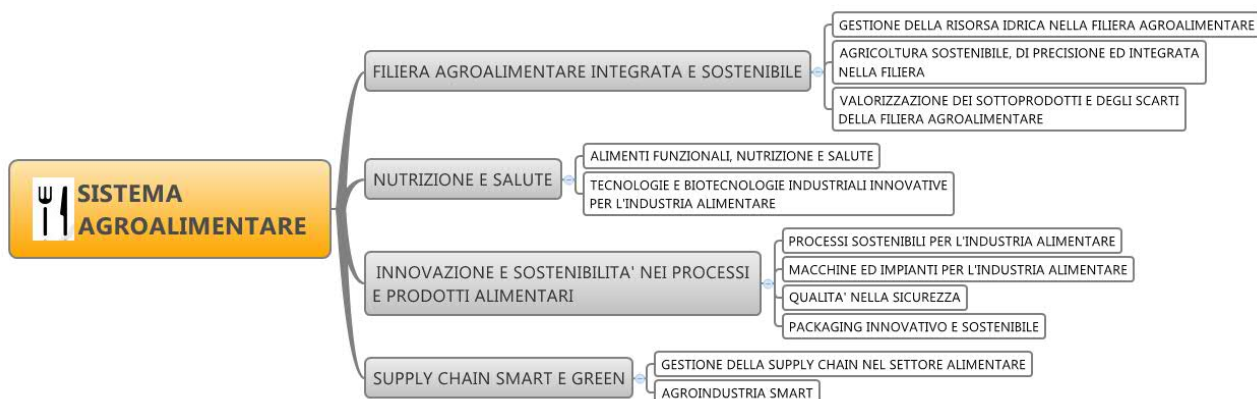 SISTEMA
AGROALIMENTARE
FILIERA AGROALIMENTARE INTEGRATA E SOSTENIBILE
GESTIONE DELLA RISORSA IDRICA NELLA FILIERA AGROALIMENTARE
AGRICOLTURA SOSTENIBILE, DI PRECISIONE ED INTEGRATA
NELLA FILIERA
VALORIZZAZIONE DEI SOTTOPRODOTTI E DEGLI SCARTI
DELLA FILIERA AGROALIMENTARE
NUTRIZIONE E SALUTE
ALIMENTI FUNZIONALI, NUTRIZIONE E SALUTE
TECNOLOGIE E BIOTECNOLOGIE INDUSTRIALI INNOVATIVE
PER L'INDUSTRIA ALIMENTARE
INNOVAZIONE E SOSTENIBILITA' NEI PROCESSI
E PRODOTTI ALIMENTARI
PROCESSI SOSTENIBILI PER L'INDUSTRIA ALIMENTARE
MACCHINE ED IMPIANTI PER L'INDUSTRIA ALIMENTARE
QUALITA' NELLA SICUREZZA
PACKAGING INNOVATIVO E SOSTENIBILE
SUPPLY CHAIN SMART E GREEN
GESTIONE DELLA SUPPLY CHAIN NEL SETTORE ALIMENTARE
AGROINDUSTRIA SMART